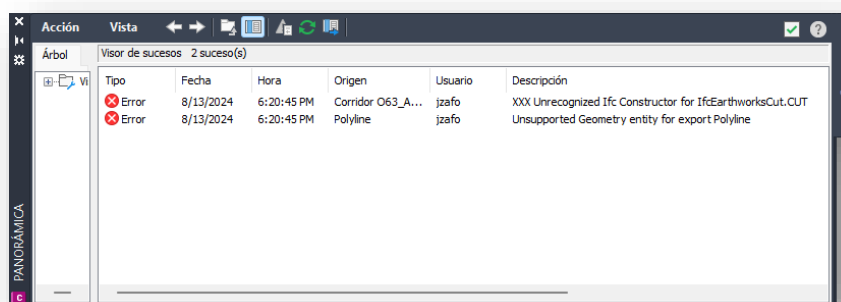 Acción Vista
Árbol
Visor de sucesos 2 suceso(s)
Vi
Tipo Fecha Hora Origen Usuario Descripción
Error 8/13/2024 6:20:45 PM Corridor O63_A... jzafo XXX Unrecognized Ifc Constructor for IfcEarthworksCut.CUT
Error 8/13/2024 6:20:45 PM Polyline jzafo Unsupported Geometry entity for export Polyline
PANORÁMICA
C